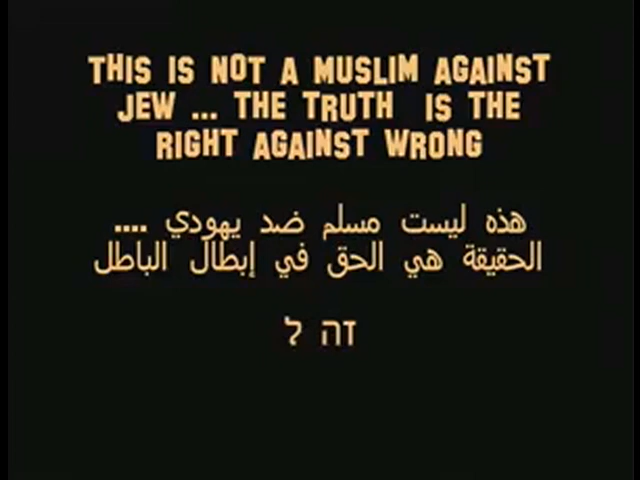 THIS IS NOT A MUSLIM AGAINST
JEW ... THE TRUTH IS THE
RIGHT AGAINST WRONG
هذه ليست مسلم ضد يهودي ....
الحقيقة هي الحق في إبطال الباطل
זה ל